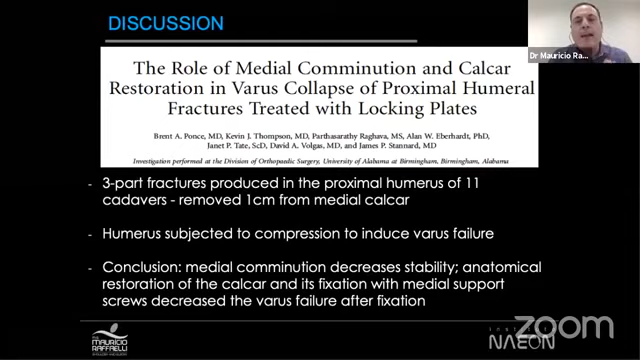 DISCUSSION
Dr Mauricio Ra...
The Role of Medial Comminution and Calcar
Restoration in Varus Collapse of Proximal Humeral
Fractures Treated with Locking Plates
Brent A. Ponce, MD, Kevin J. Thompson, MD, Parthasarathy Raghava, MS, Alan W. Eberhardt, PhD,
Janet P. Tate, ScD, David A. Volgas, MD, and James P. Stannard, MD
Investigation performed at the Division of Orthopaedic Surgery, University of Alabama at Birmingham, Birmingham, Alabama
- 3-part fractures produced in the proximal humerus of 11
cadavers - removed 1cm from medial calcar
- Humerus subjected to compression to induce varus failure
- Conclusion: medial comminution decreases stability; anatomical
restoration of the calcar and its fixation with medial support
screws decreased the varus failure after fixation
MAURICIO
RAFFAELLI
zoom
NAEON